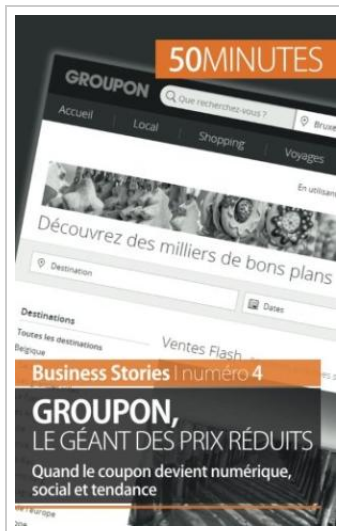 50MINUTES
GROUPON
Que recherchez-vous ?
Accueil
Local
Shopping
Voyages
En utilisant
Découvrez des milliers de bons plans
Destination
Dates
Destinations
Toutes les destinations
Belgique
Ventes Flash
Business Stories | numéro 4
GROUPON,
LE GÉANT DES PRIX RÉDUITS
Quand le coupon devient numérique,
social et tendance